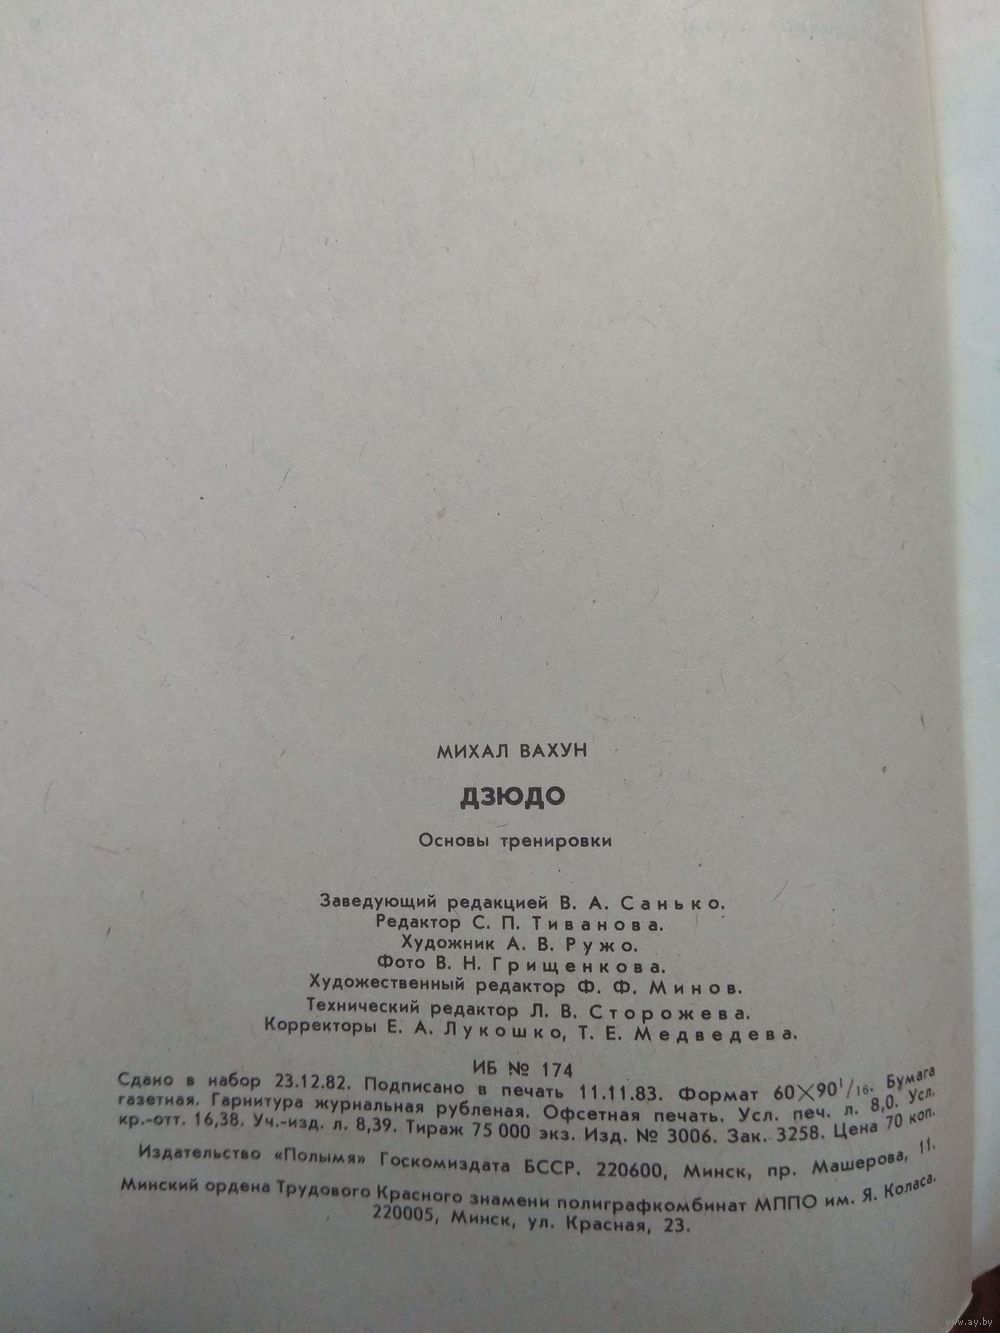 МИХАЛ ВАХУН
ДЗЮДО
Основы тренировки
Заведующий редакцией В. А. Санько.
Редактор С. П. Тиванова.
Художник А. В. Ружо.
Фото В. Н. Грищенкова.
Художественный редактор Ф. Ф. Минов.
Технический редактор Л. В. Сторожева.
Корректоры Е. А. Лукошко, Т. Е. Медведева.
ИБ № 174
Сдано в набор 23.12.82. Подписано в печать 11.11.83. Формат 60×90¹/₁₆. Бумага
газетная. Гарнитура журнальная рубленая. Офсетная печать. Усл. печ. л. 8,0. Усл.
кр.-отт. 16,38. Уч.-изд. л. 8,39. Тираж 75 000 экз. Изд. № 3006. Зак. 3258. Цена 70 коп.
Издательство «Полымя» Госкомиздата БССР. 220600, Минск, пр. Машерова, 11.
Минский ордена Трудового Красного знамени полиграфкомбинат МППО им. Я. Коласа.
220005, Минск, ул. Красная, 23.
www.ay.by